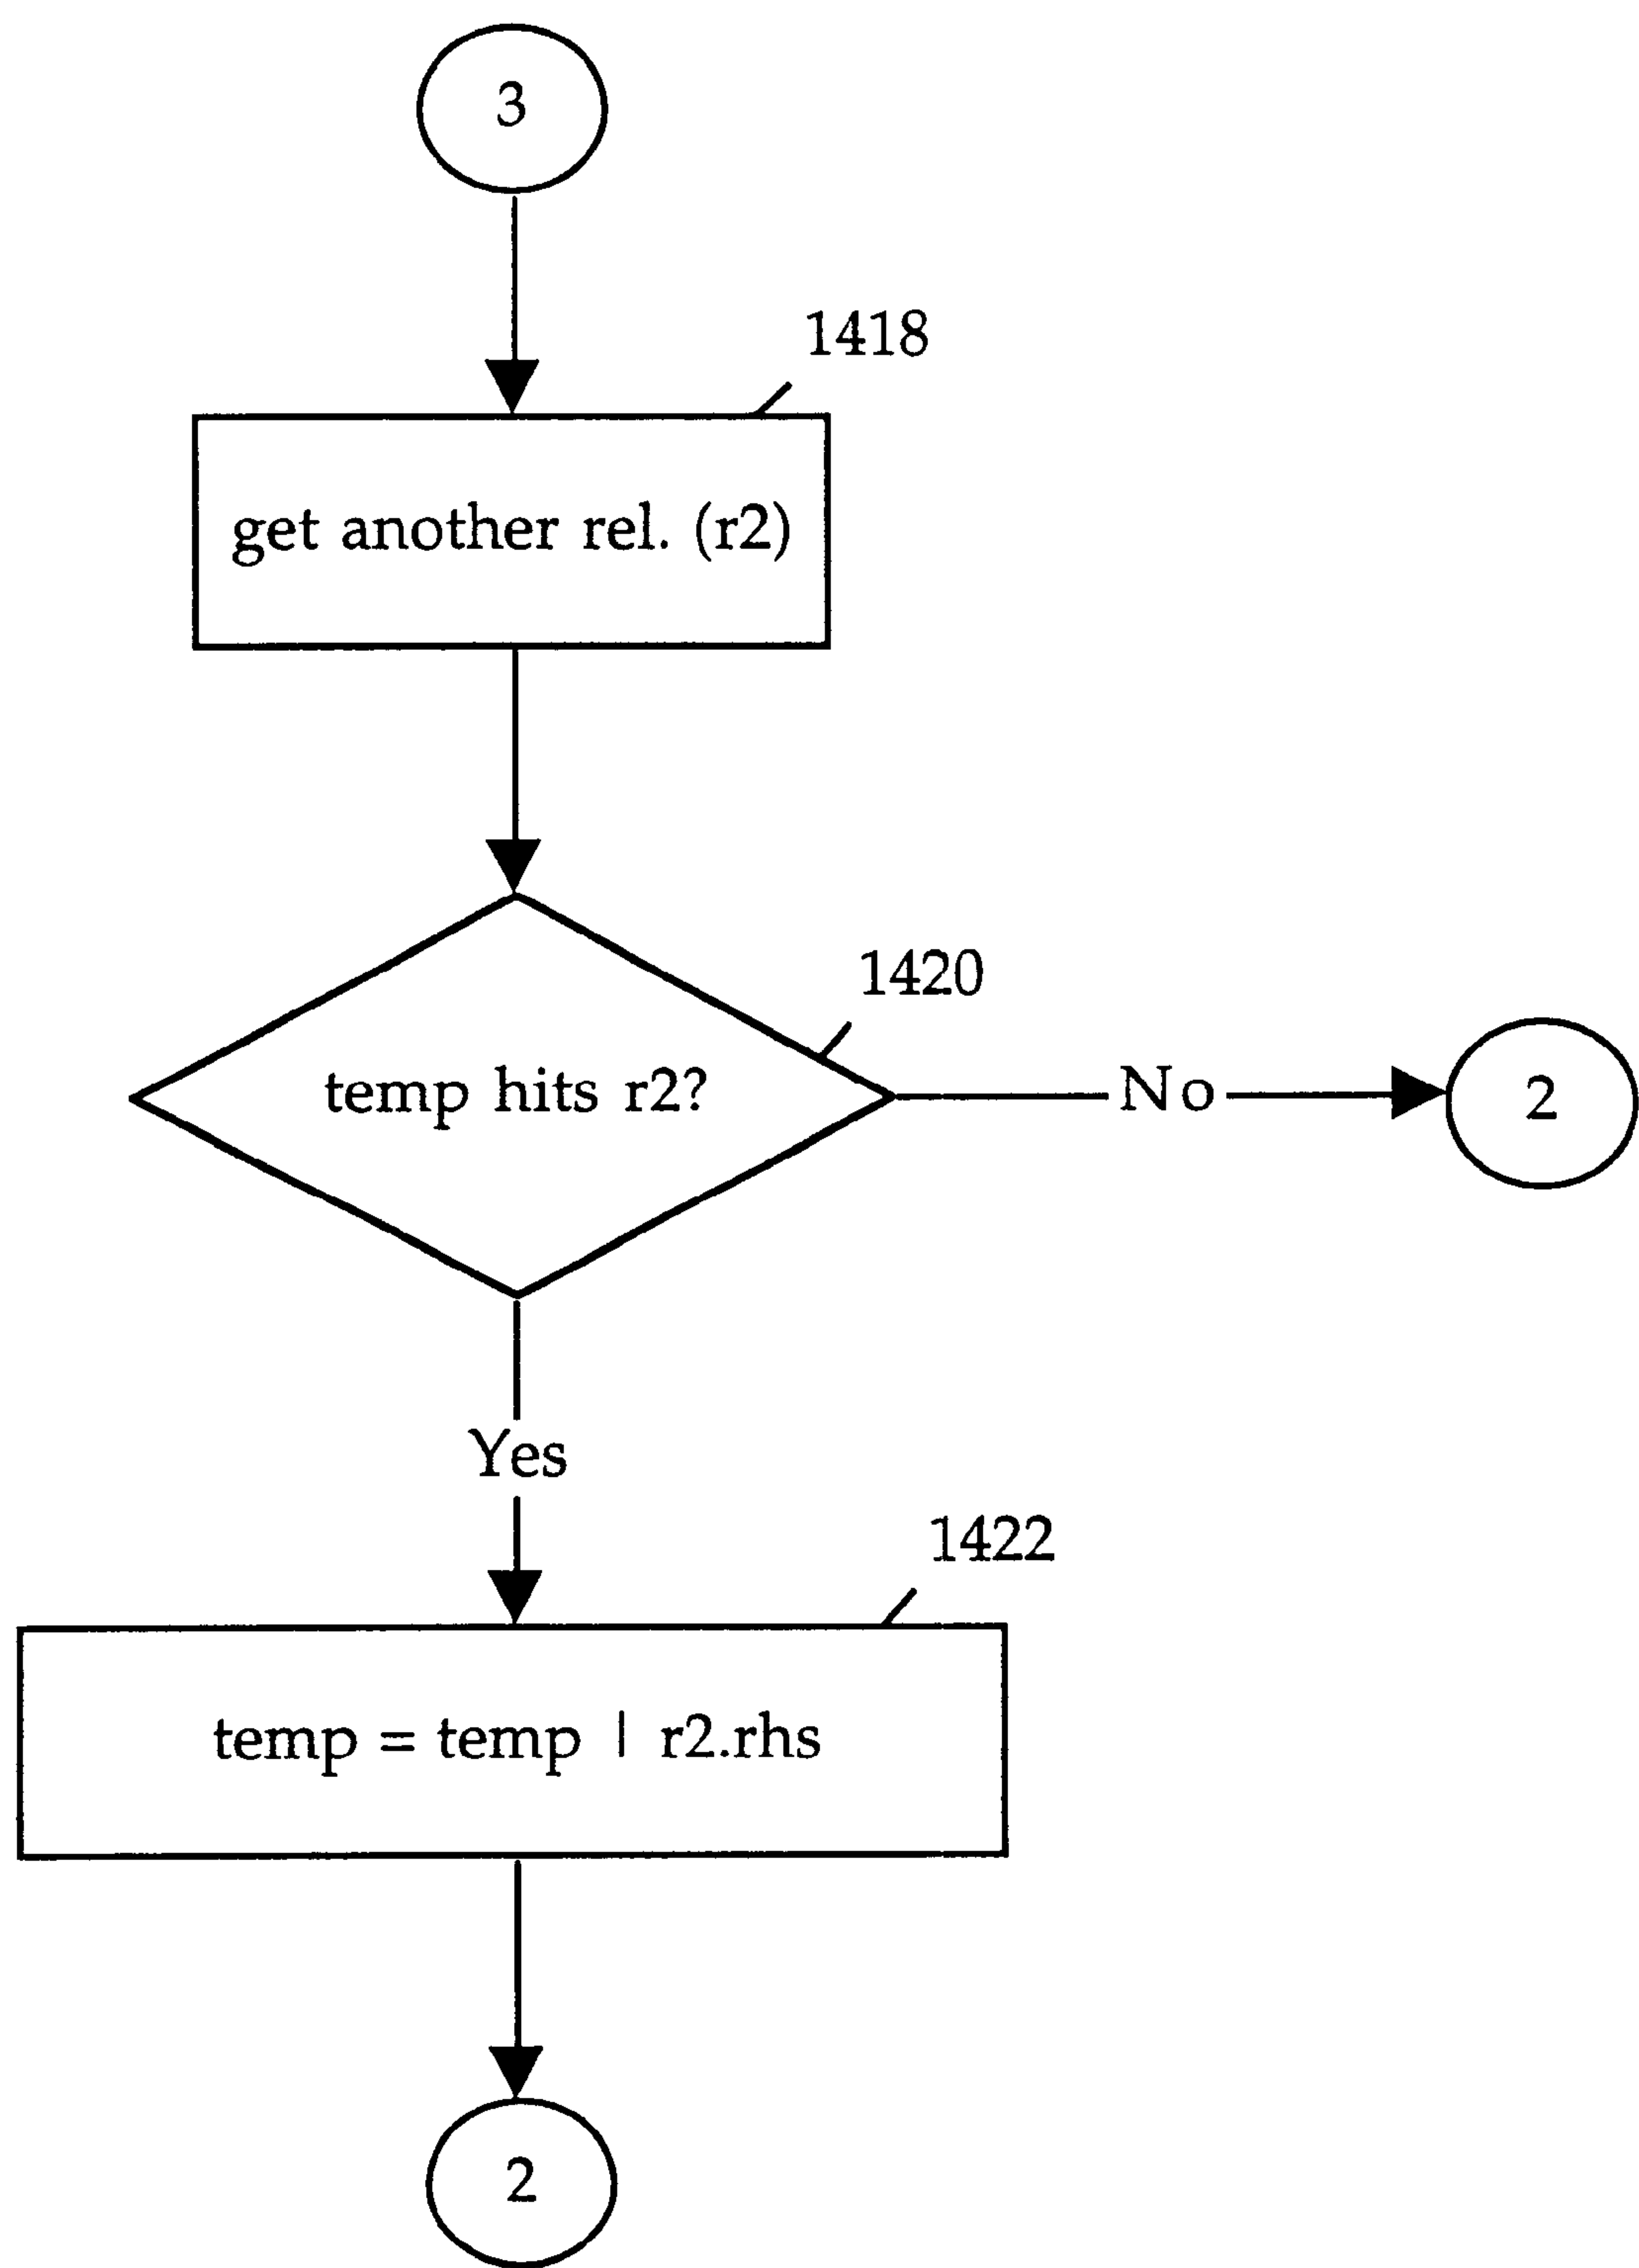 3
1418
get another rel. (r2)
1420
temp hits r2?
No
2
Yes
1422
temp = temp | r2.rhs
2